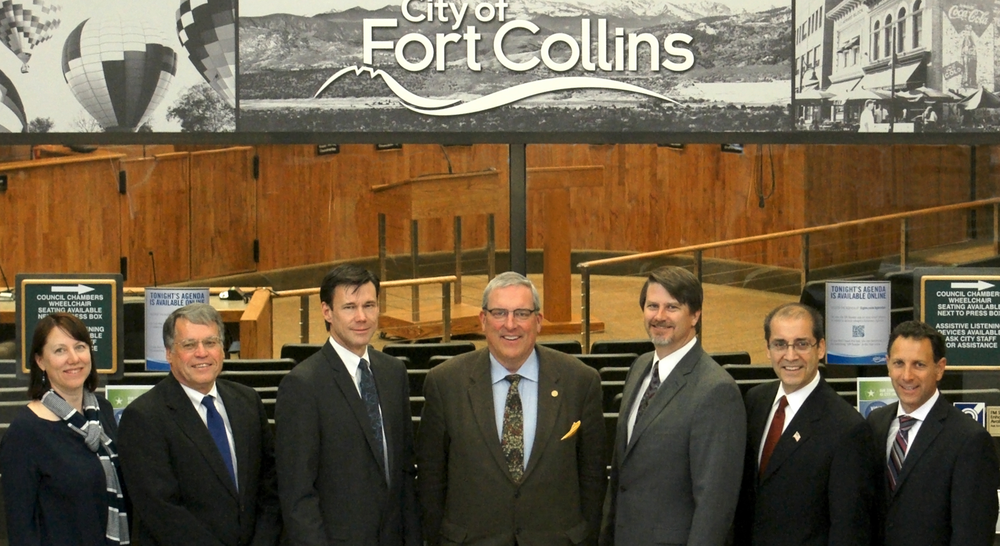 City of
Fort Collins
Coca-Cola
COUNCIL CHAMBERS
WHEELCHAIR
SEATING AVAILABLE
PRESS BOX
TONIGHT'S AGENDA
IS AVAILABLE ONLINE
TONIGHT'S AGENDA
IS AVAILABLE ONLINE
COUNCIL CHAMBERS
WHEELCHAIR
SEATING AVAILABLE
NEXT TO PRESS BOX
ASSISTIVE LISTENING
DEVICES AVAILABLE
ASK CITY STAFF
FOR ASSISTANCE